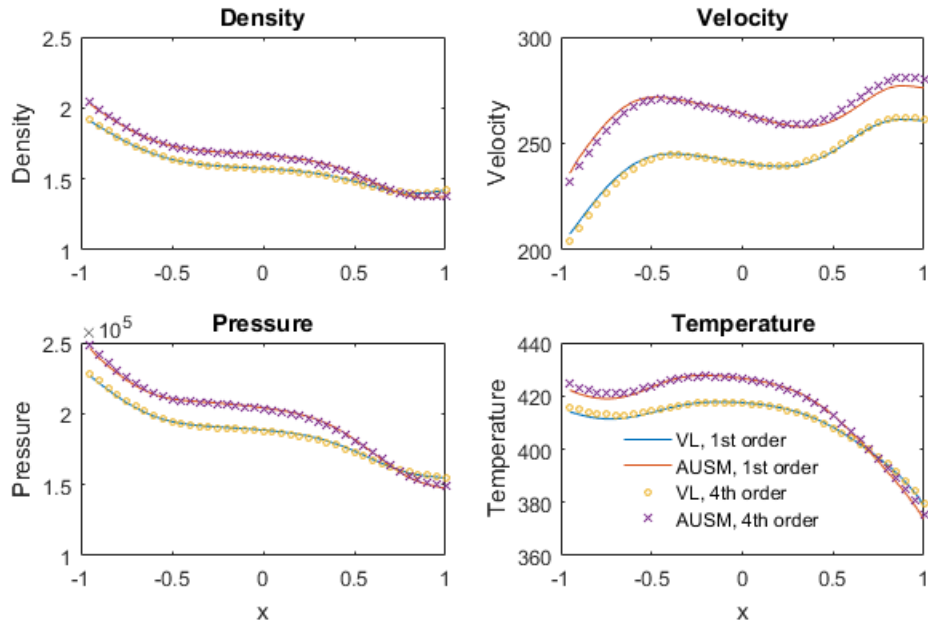 Density
Velocity
2.5
2
1.5
1
Density
-1 -0.5 0 0.5 1
300
250
200
Velocity
-1 -0.5 0 0.5 1
× 10^5
Pressure
Temperature
2.5
2
1.5
1
Pressure
-1 -0.5 0 0.5 1
x
440
420
400
380
360
Temperature
VL, 1st order
AUSM, 1st order
VL, 4th order
AUSM, 4th order
-1 -0.5 0 0.5 1
x